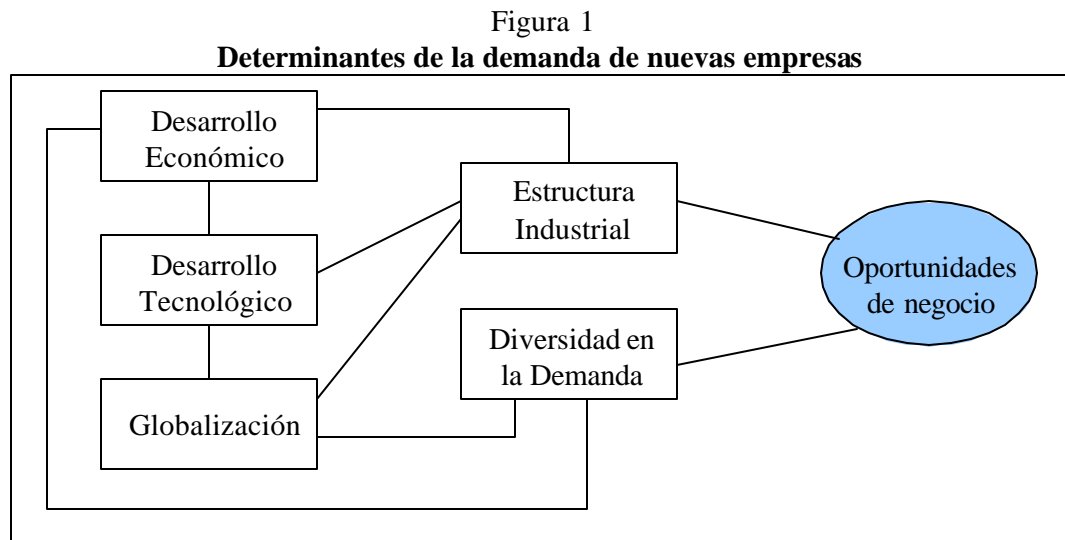 Figura 1
Determinantes de la demanda de nuevas empresas
Desarrollo
Económico
Estructura
Industrial
Desarrollo
Tecnológico
Oportunidades
de negocio
Diversidad en
la Demanda
Globalización